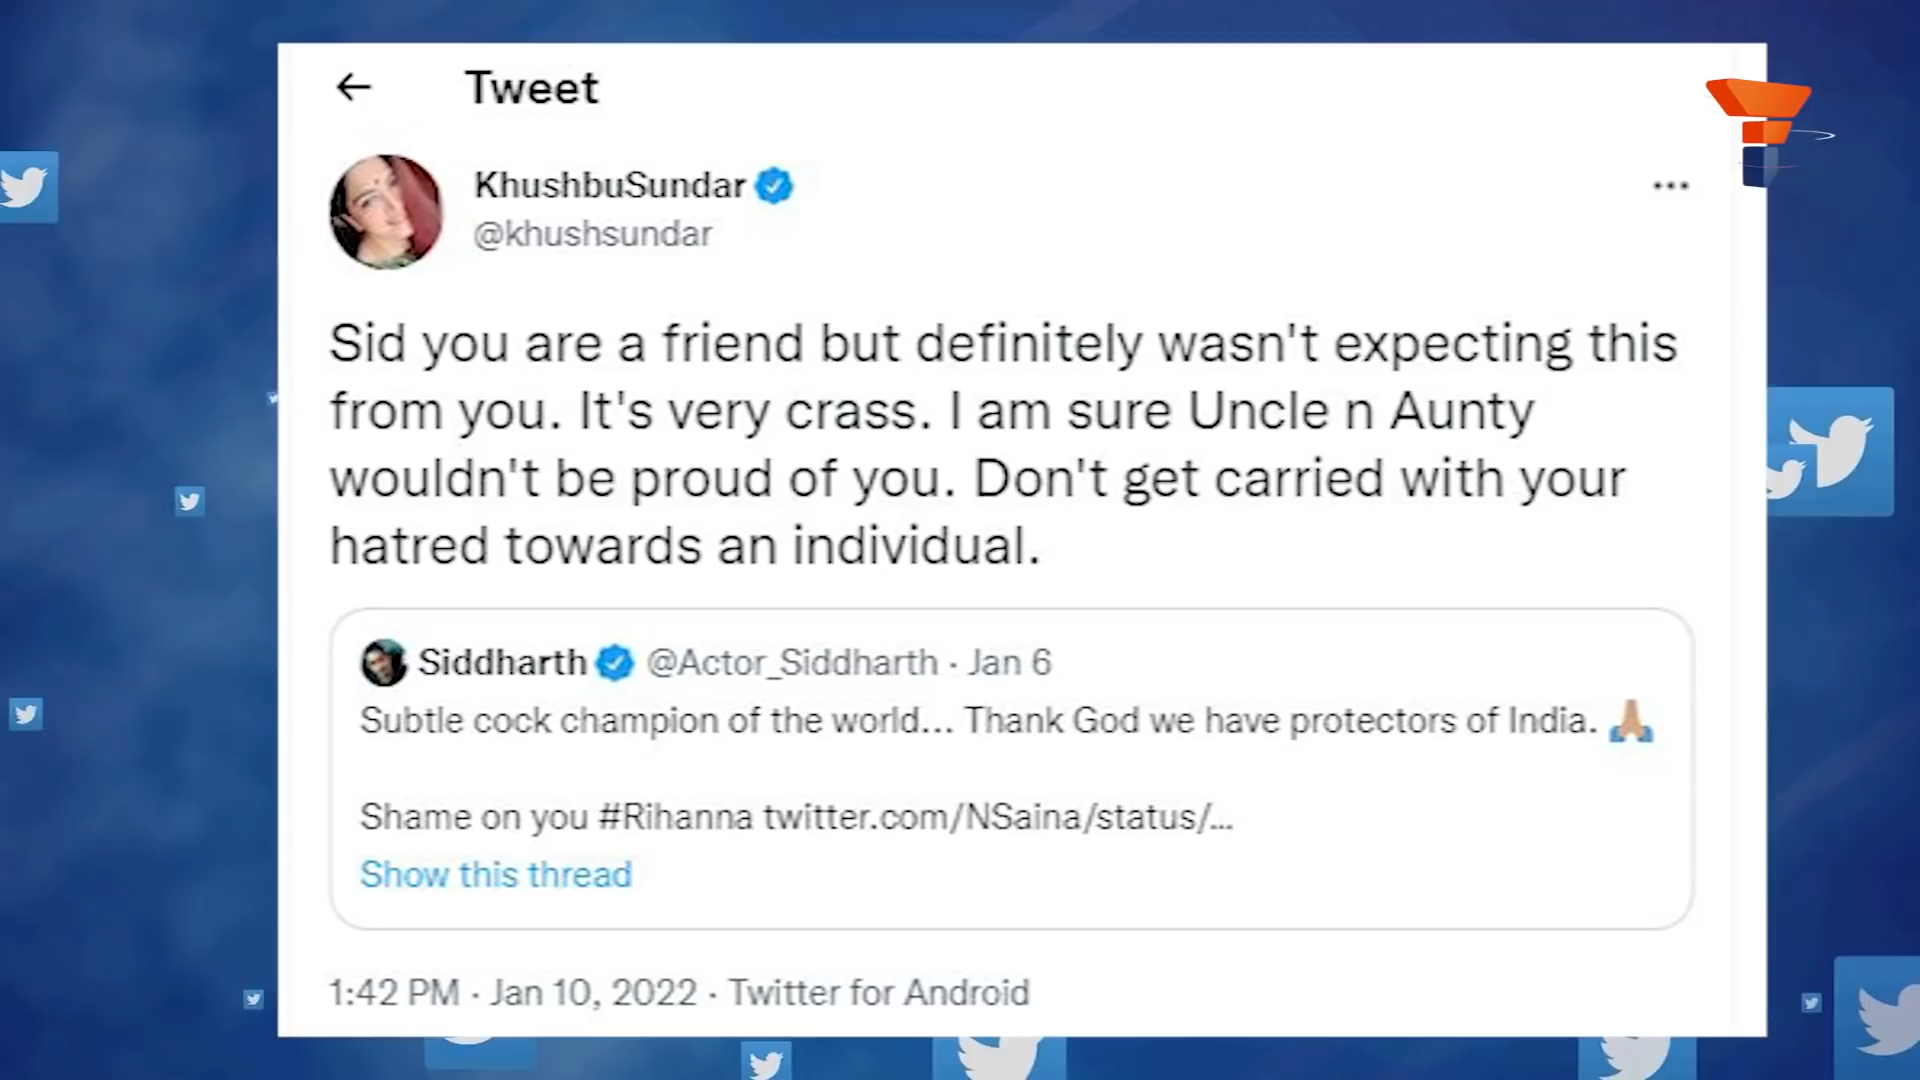 Tweet
KhushbuSundar
@khushsundar
Sid you are a friend but definitely wasn't expecting this
from you. It's very crass. I am sure Uncle n Aunty
wouldn't be proud of you. Don't get carried with your
hatred towards an individual.
Siddharth @Actor_Siddharth · Jan 6
Subtle cock champion of the world... Thank God we have protectors of India. 🙏🏽
Shame on you #Rihanna twitter.com/NSaina/status/...
Show this thread
1:42 PM · Jan 10, 2022 · Twitter for Android